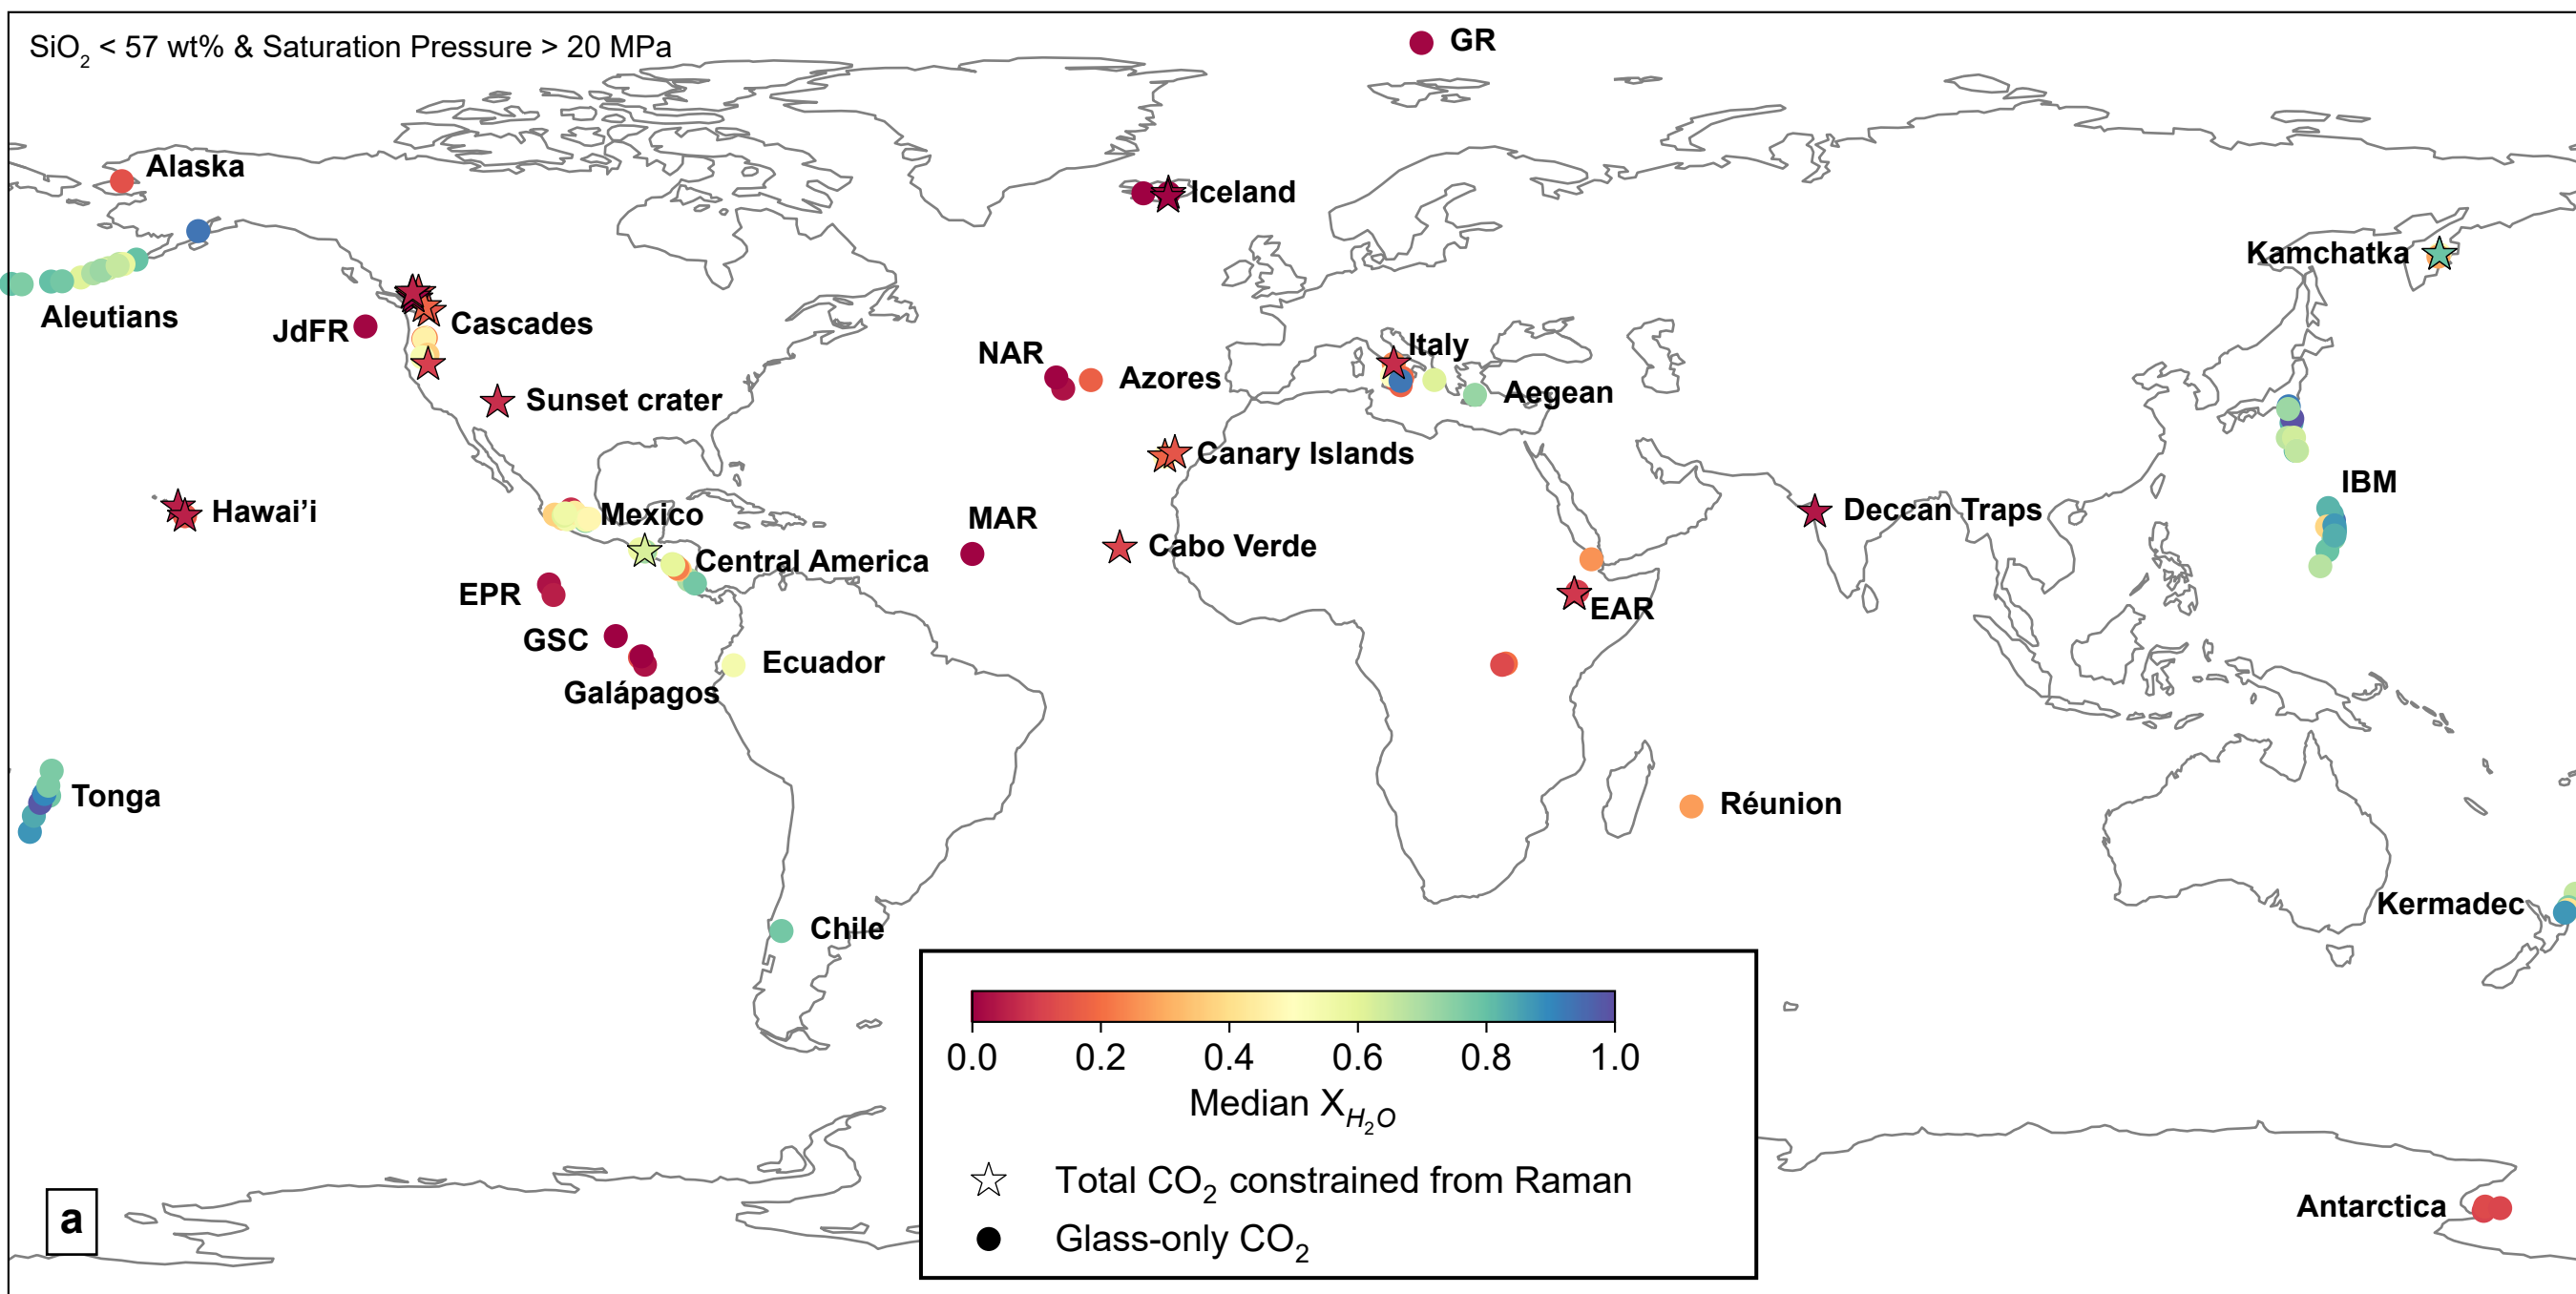 SiO₂ < 57 wt% & Saturation Pressure > 20 MPa
GR
Alaska
Iceland
Kamchatka
Aleutians
JdFR
Cascades
NAR
Azores
Italy
Aegean
Sunset crater
Canary Islands
IBM
Hawai’i
Mexico
MAR
Cabo Verde
Deccan Traps
Central America
EPR
EAR
GSC
Ecuador
Galápagos
Tonga
Réunion
Chile
Kermadec
0.0 0.2 0.4 0.6 0.8 1.0
Median X_H₂O
Total CO₂ constrained from Raman
Glass-only CO₂
Antarctica
a